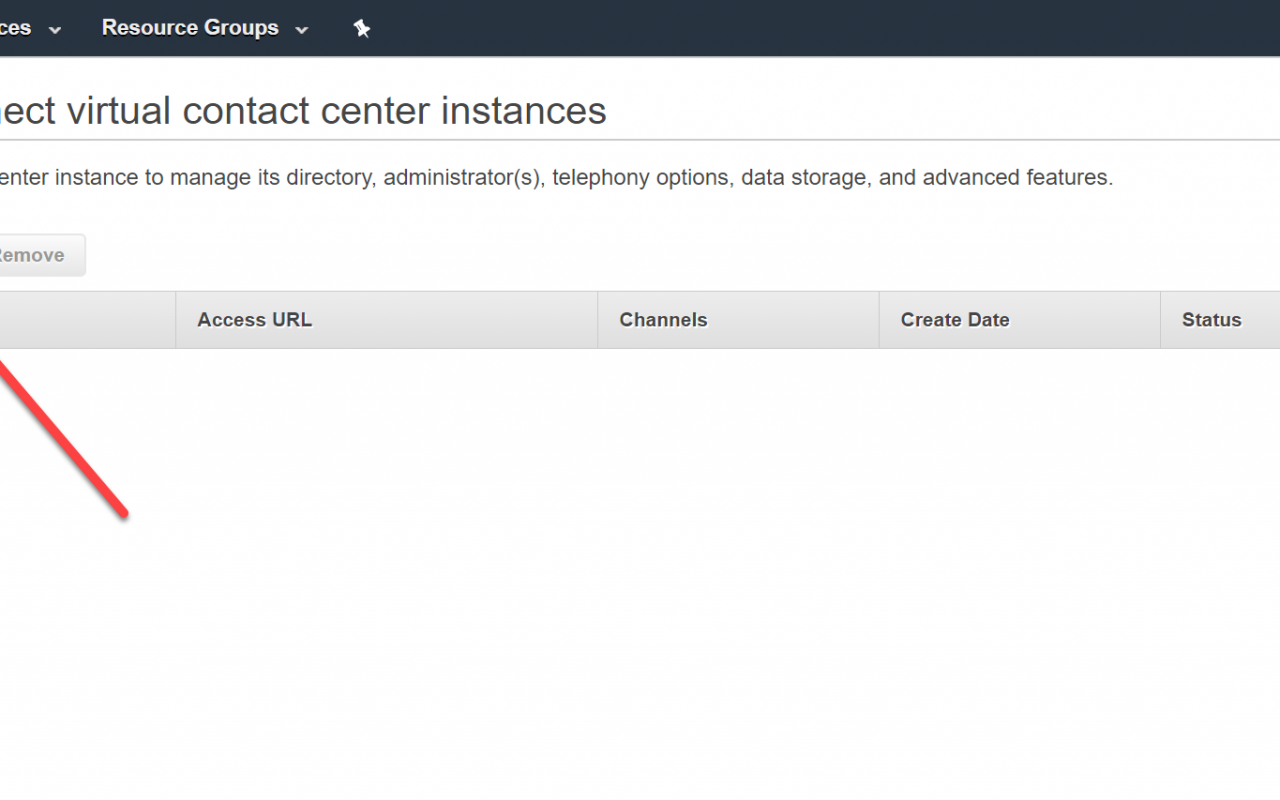 ces Resource Groups
nect virtual contact center instances
enter instance to manage its directory, administrator(s), telephony options, data storage, and advanced features.
Remove
Access URL Channels Create Date Status